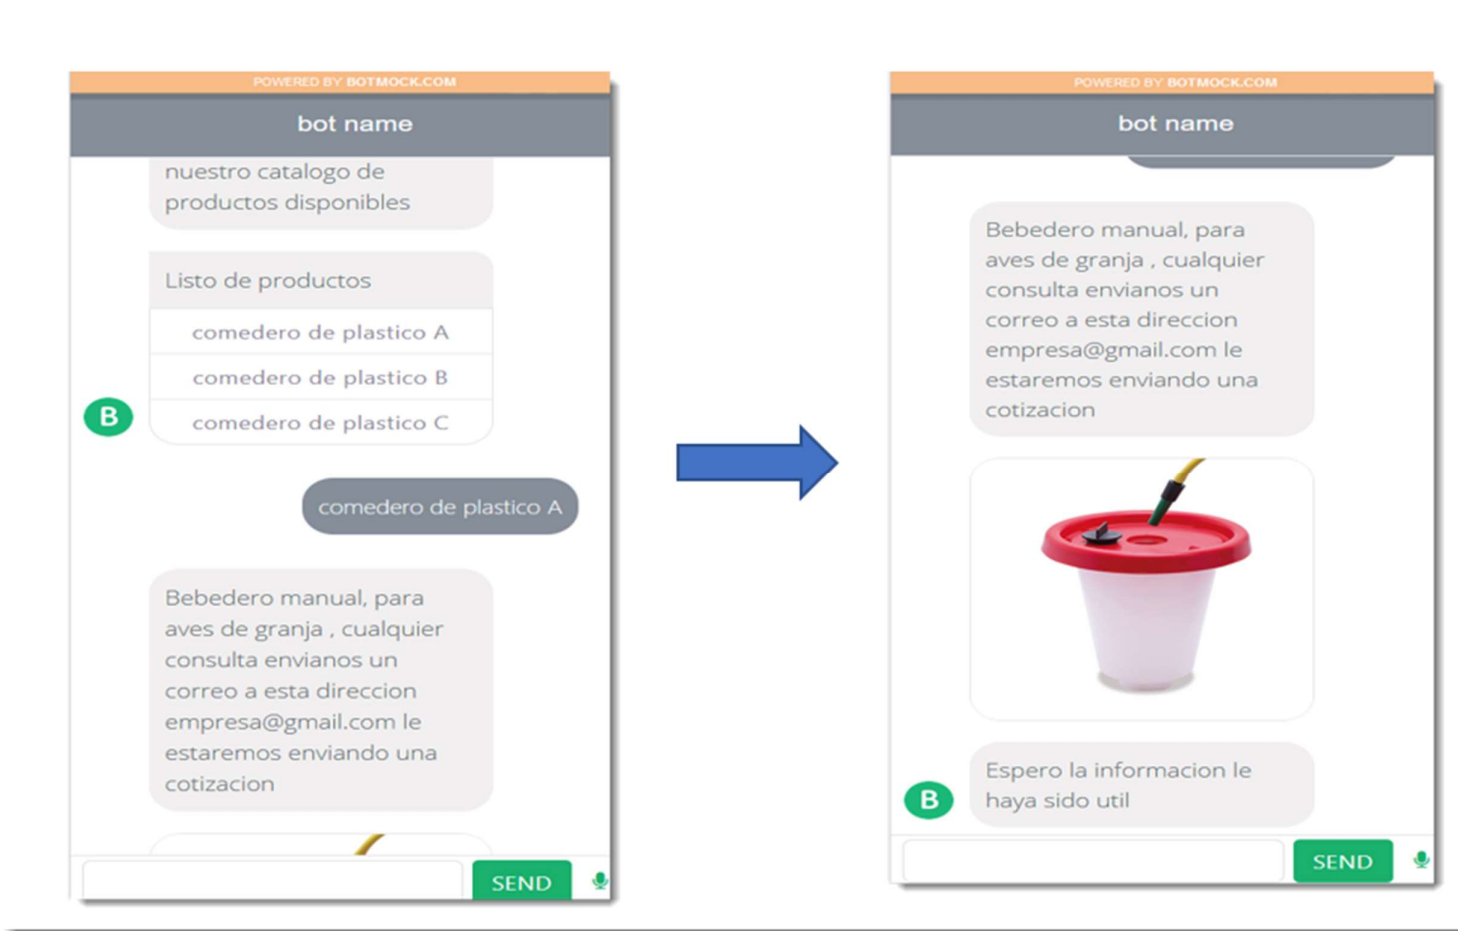 POWERED BY BOTMOCK.COM
bot name
nuestro catalogo de
productos disponibles
Listo de productos
comedero de plastico A
comedero de plastico B
comedero de plastico C
B
comedero de plastico A
Bebedero manual, para
aves de granja , cualquier
consulta envianos un
correo a esta direccion
empresa@gmail.com le
estaremos enviando una
cotizacion
SEND
POWERED BY BOTMOCK.COM
bot name
Bebedero manual, para
aves de granja , cualquier
consulta envianos un
correo a esta direccion
empresa@gmail.com le
estaremos enviando una
cotizacion
Espero la informacion le
haya sido util
B
SEND